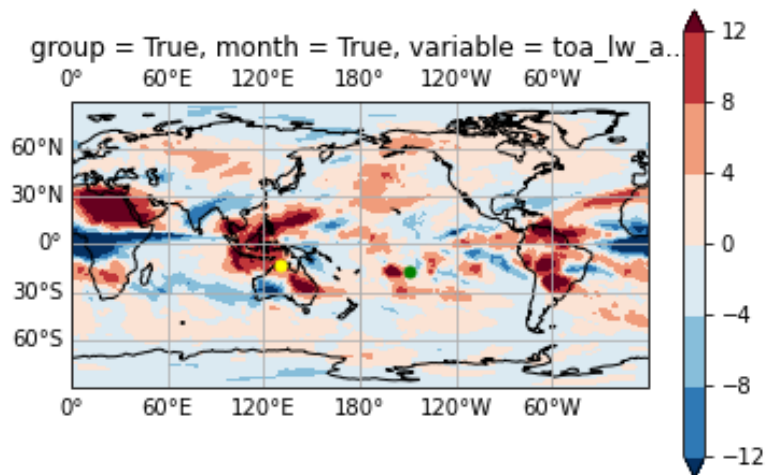 group = True, month = True, variable = toa_lw_a...
0° 60°E 120°E 180° 120°W 60°W
60°N
30°N
0°
30°S
60°S
0° 60°E 120°E 180° 120°W 60°W
12
8
4
0
−4
−8
−12